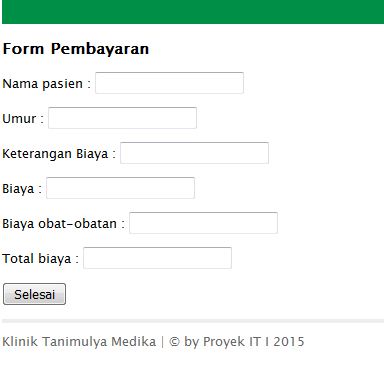 Form Pembayaran
Nama pasien :
Umur :
Keterangan Biaya :
Biaya :
Biaya obat-obatan :
Total biaya :
Selesai
Klinik Tanimulya Medika | © by Proyek IT I 2015